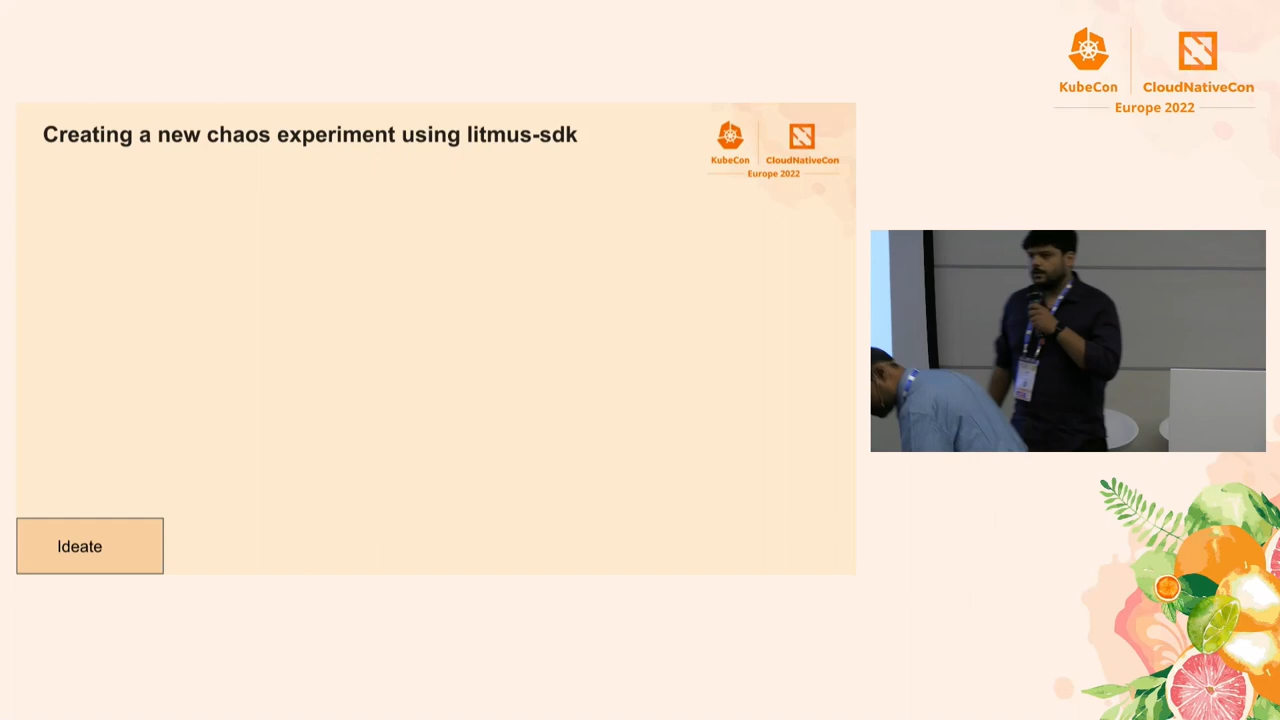 KubeCon
CloudNativeCon
Europe 2022
Creating a new chaos experiment using litmus-sdk
KubeCon
CloudNativeCon
Europe 2022
Ideate